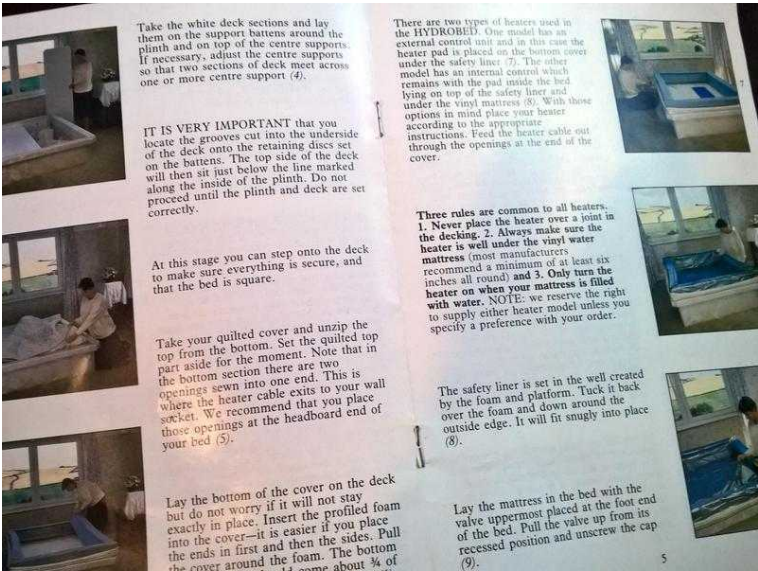 Take the white deck sections and lay
them on the support battens around the
plinth and on top of the centre supports.
If necessary, adjust the centre supports
so that two sections of deck meet across
one or more centre support (4).
IT IS VERY IMPORTANT that you
locate the grooves cut into the underside
of the deck onto the retaining discs set
on the battens. The top side of the deck
will then sit just below the line marked
along the inside of the plinth. Do not
proceed until the plinth and deck are set
correctly.
At this stage you can step onto the deck
to make sure everything is secure, and
that the bed is square.
Take your quilted cover and unzip the
top from the bottom. Set the quilted top
part aside for the moment. Note that in
the bottom section there are two
openings sewn into one end. This is
where the heater cable exits to your wall
socket. We recommend that you place
those openings at the headboard end of
your bed (5).
Lay the bottom of the cover on the deck
but do not worry if it will not stay
exactly in place. Insert the profiled foam
into the cover—it is easier if you place
the ends in first and then the sides. Pull
the cover around the foam. The bottom
come about ¾ of
There are two types of heaters used in
the HYDROBED. One model has an
external control unit and in this case the
heater pad is placed on the bottom cover
under the safety liner (7). The other
model has an internal control which
remains with the pad inside the bed
lying on top of the safety liner and
under the vinyl mattress (8). With those
options in mind place your heater
according to the appropriate
instructions. Feed the heater cable out
through the openings at the end of the
cover.
Three rules are common to all heaters.
1. Never place the heater over a joint in
the decking. 2. Always make sure the
heater is well under the vinyl water
mattress (most manufacturers
recommend a minimum of at least six
inches all round) and 3. Only turn the
heater on when your mattress is filled
with water. NOTE: we reserve the right
to supply either heater model unless you
specify a preference with your order.
The safety liner is set in the well created
by the foam and platform. Tuck it back
over the foam and down around the
outside edge. It will fit snugly into place
(8).
Lay the mattress in the bed with the
valve uppermost placed at the foot end
of the bed. Pull the valve up from its
recessed position and unscrew the cap
(9).
5
7